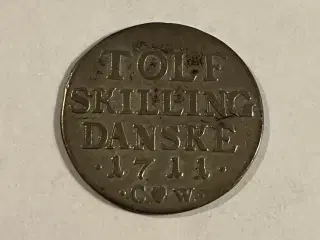 TOLF
SKILLING
DANSKE
·1711·
·C♥W·